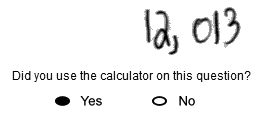 12,013
Did you use the calculator on this question?
Yes No